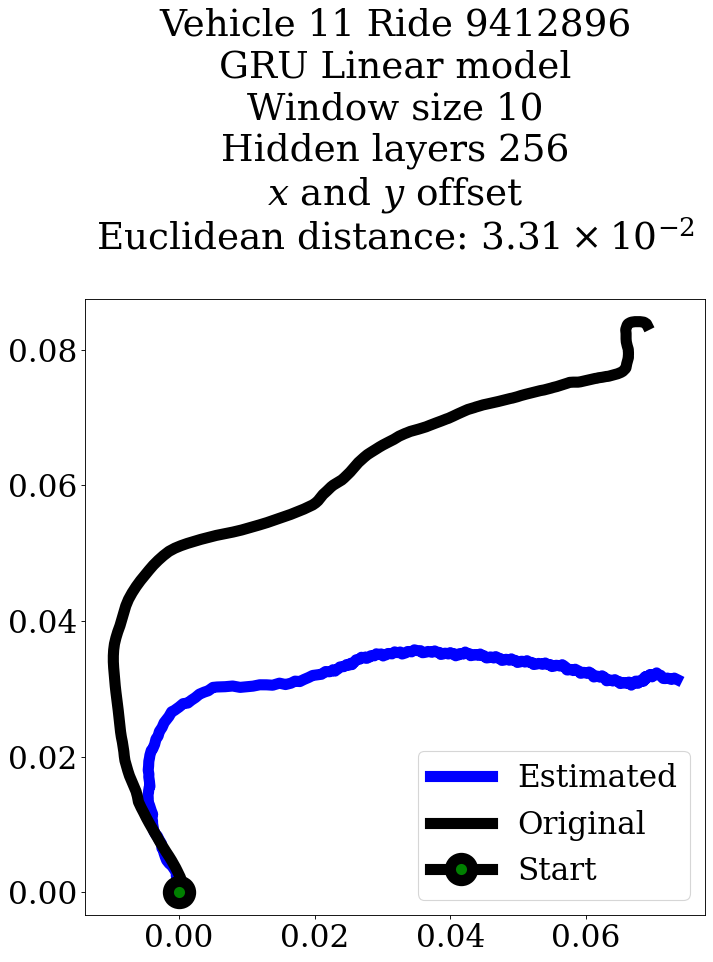 Vehicle 11 Ride 9412896
GRU Linear model
Window size 10
Hidden layers 256
x and y offset
Euclidean distance: 3.31 × 10⁻²
0.08
0.06
0.04
0.02
0.00
Estimated
Original
Start
0.00 0.02 0.04 0.06